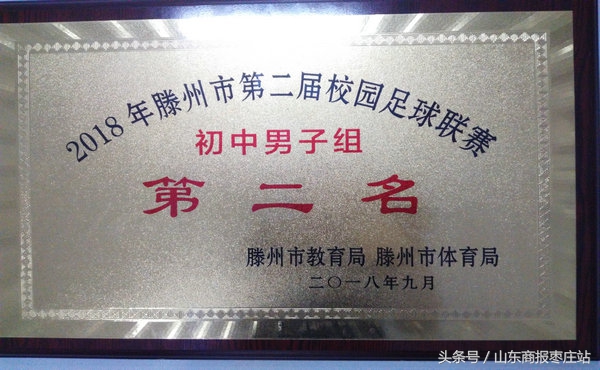 2018年滕州市第二届校园足球联赛
初中男子组
第二名
滕州市教育局 滕州市体育局
二〇一八年九月
头条号／山东商报枣庄站